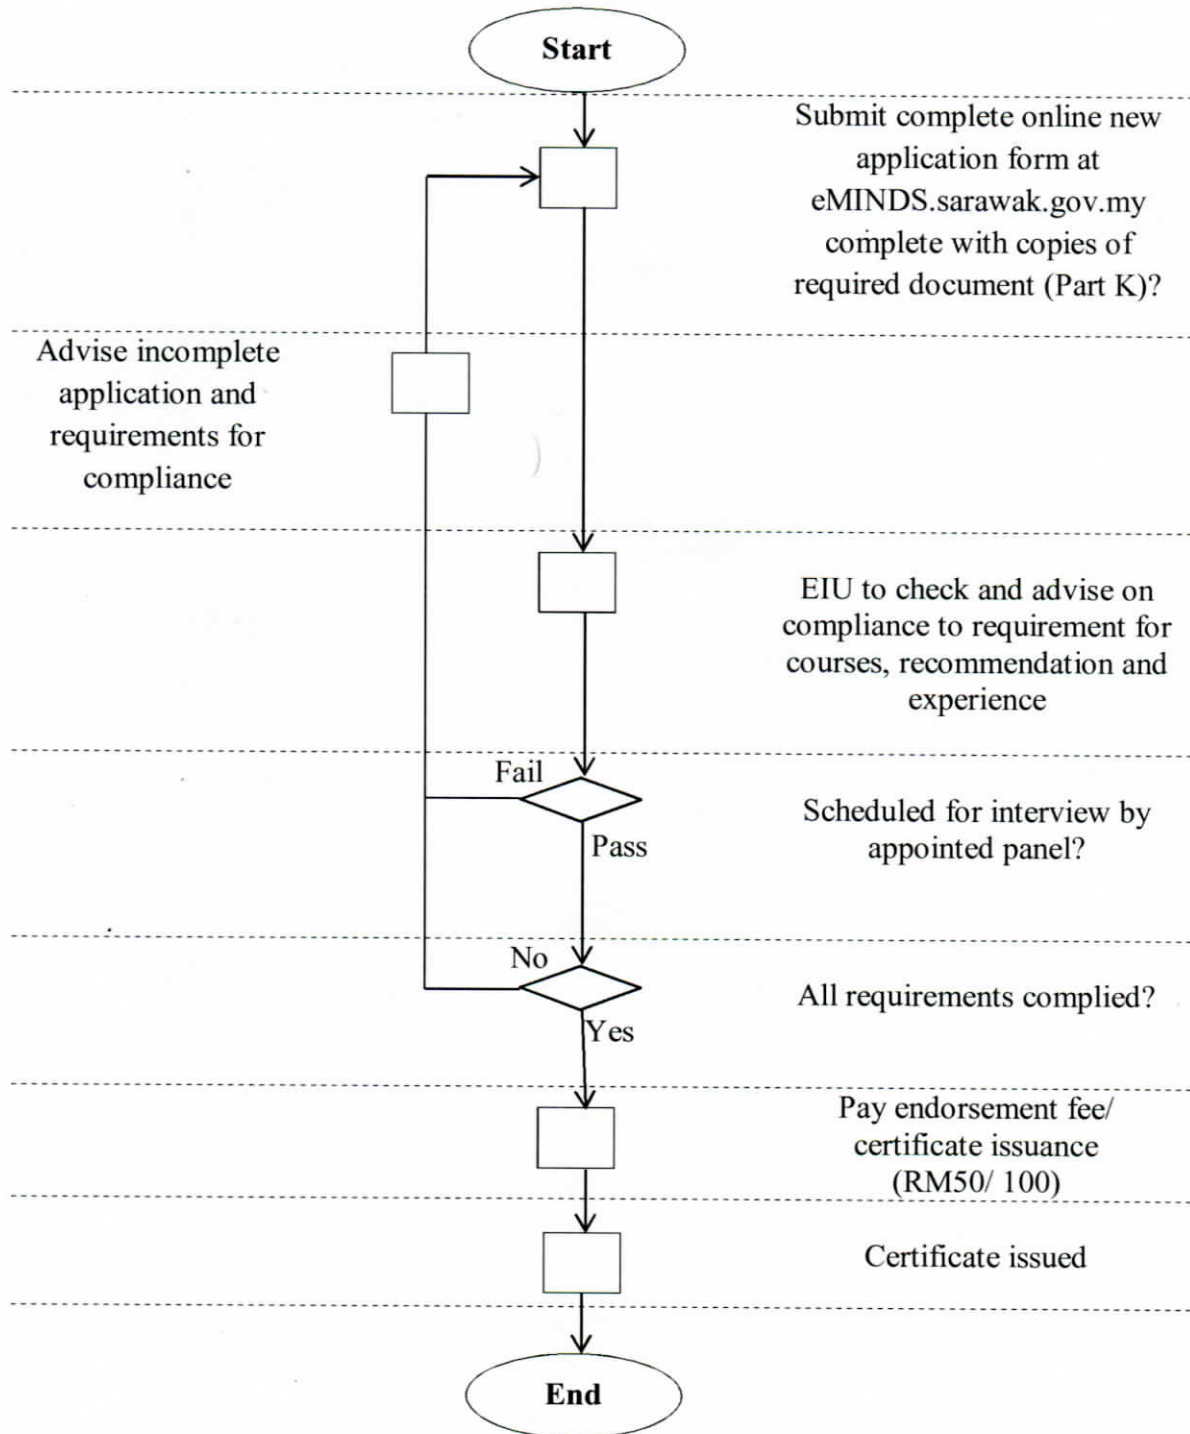 Start
Submit complete online new
application form at
eMINDS.sarawak.gov.my
complete with copies of
required document (Part K)?
Advise incomplete
application and
requirements for
compliance
EIU to check and advise on
compliance to requirement for
courses, recommendation and
experience
Fail
Pass
Scheduled for interview by
appointed panel?
No
Yes
All requirements complied?
Pay endorsement fee/
certificate issuance
(RM50/ 100)
Certificate issued
End